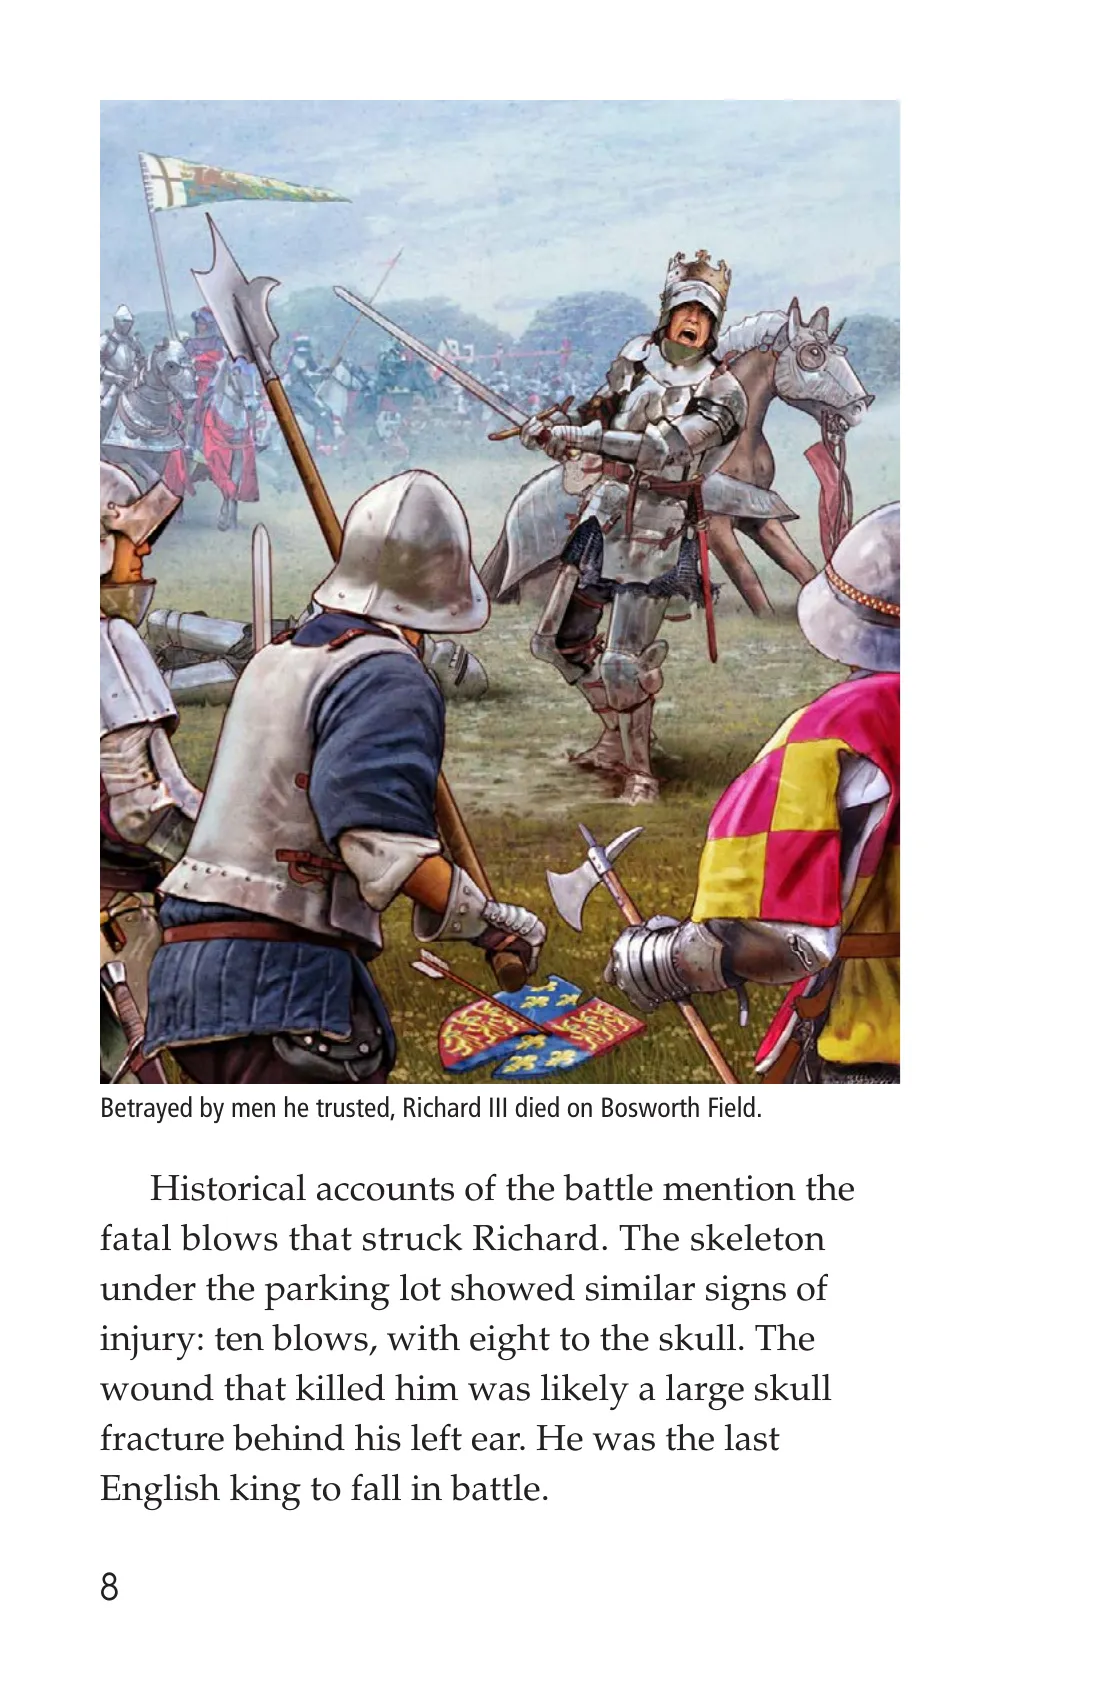 Betrayed by men he trusted, Richard III died on Bosworth Field.
Historical accounts of the battle mention the
fatal blows that struck Richard. The skeleton
under the parking lot showed similar signs of
injury: ten blows, with eight to the skull. The
wound that killed him was likely a large skull
fracture behind his left ear. He was the last
English king to fall in battle.
8